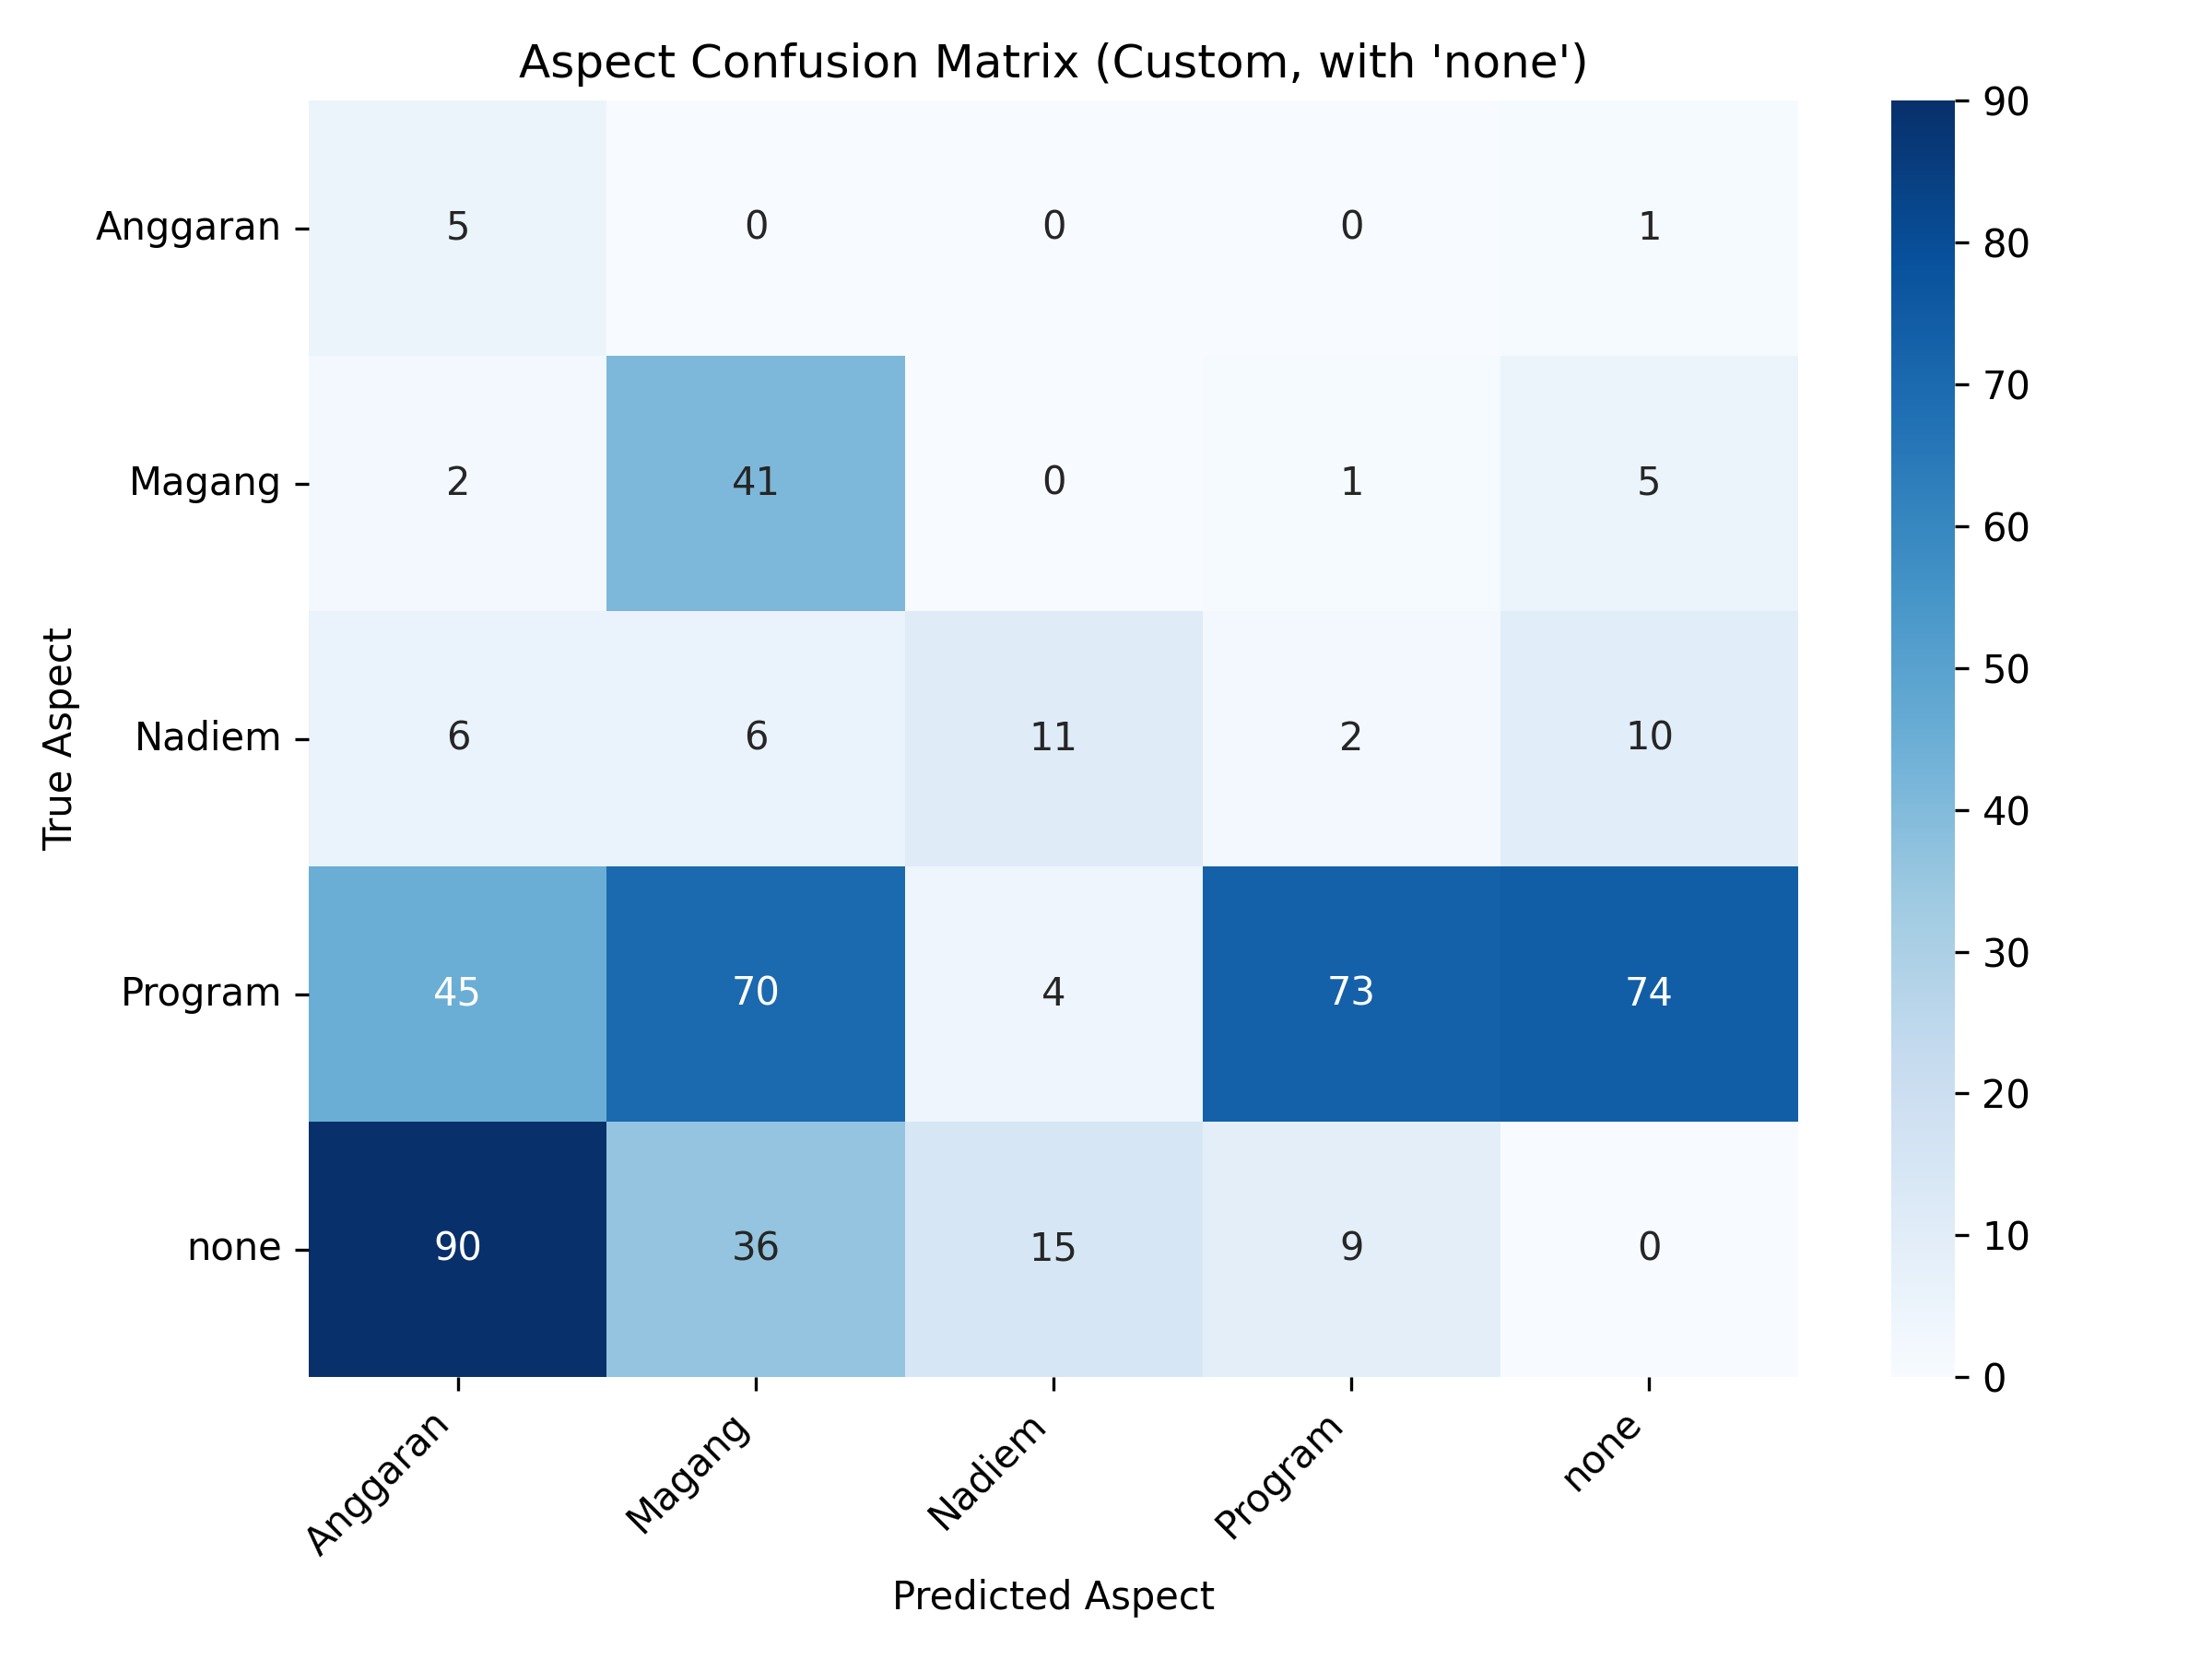 Aspect Confusion Matrix (Custom, with 'none')
Anggaran 5 0 0 0 1
Magang 2 41 0 1 5
Nadiem 6 6 11 2 10
Program 45 70 4 73 74
none 90 36 15 9 0
True Aspect
Anggaran Magang Nadiem Program none
Predicted Aspect
90
80
70
60
50
40
30
20
10
0